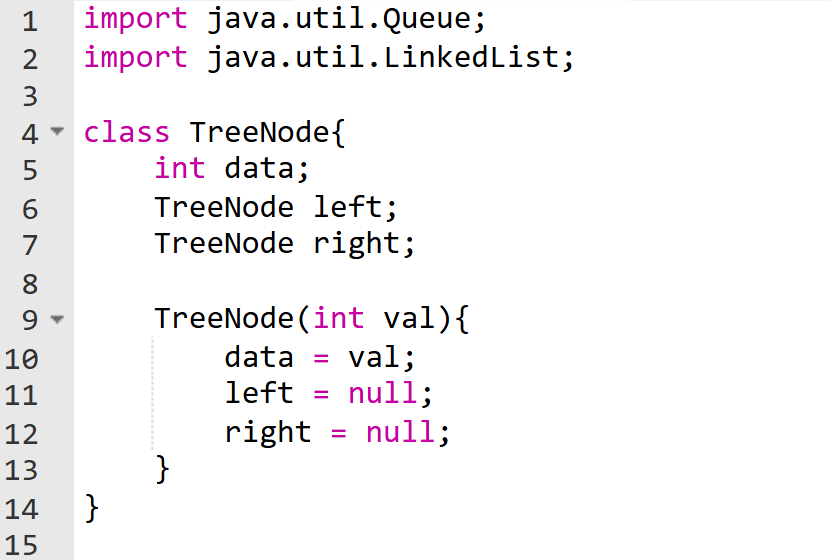 1 import java.util.Queue;
2 import java.util.LinkedList;
3
4 class TreeNode{
5     int data;
6     TreeNode left;
7     TreeNode right;
8
9     TreeNode(int val){
10         data = val;
11         left = null;
12         right = null;
13     }
14 }
15